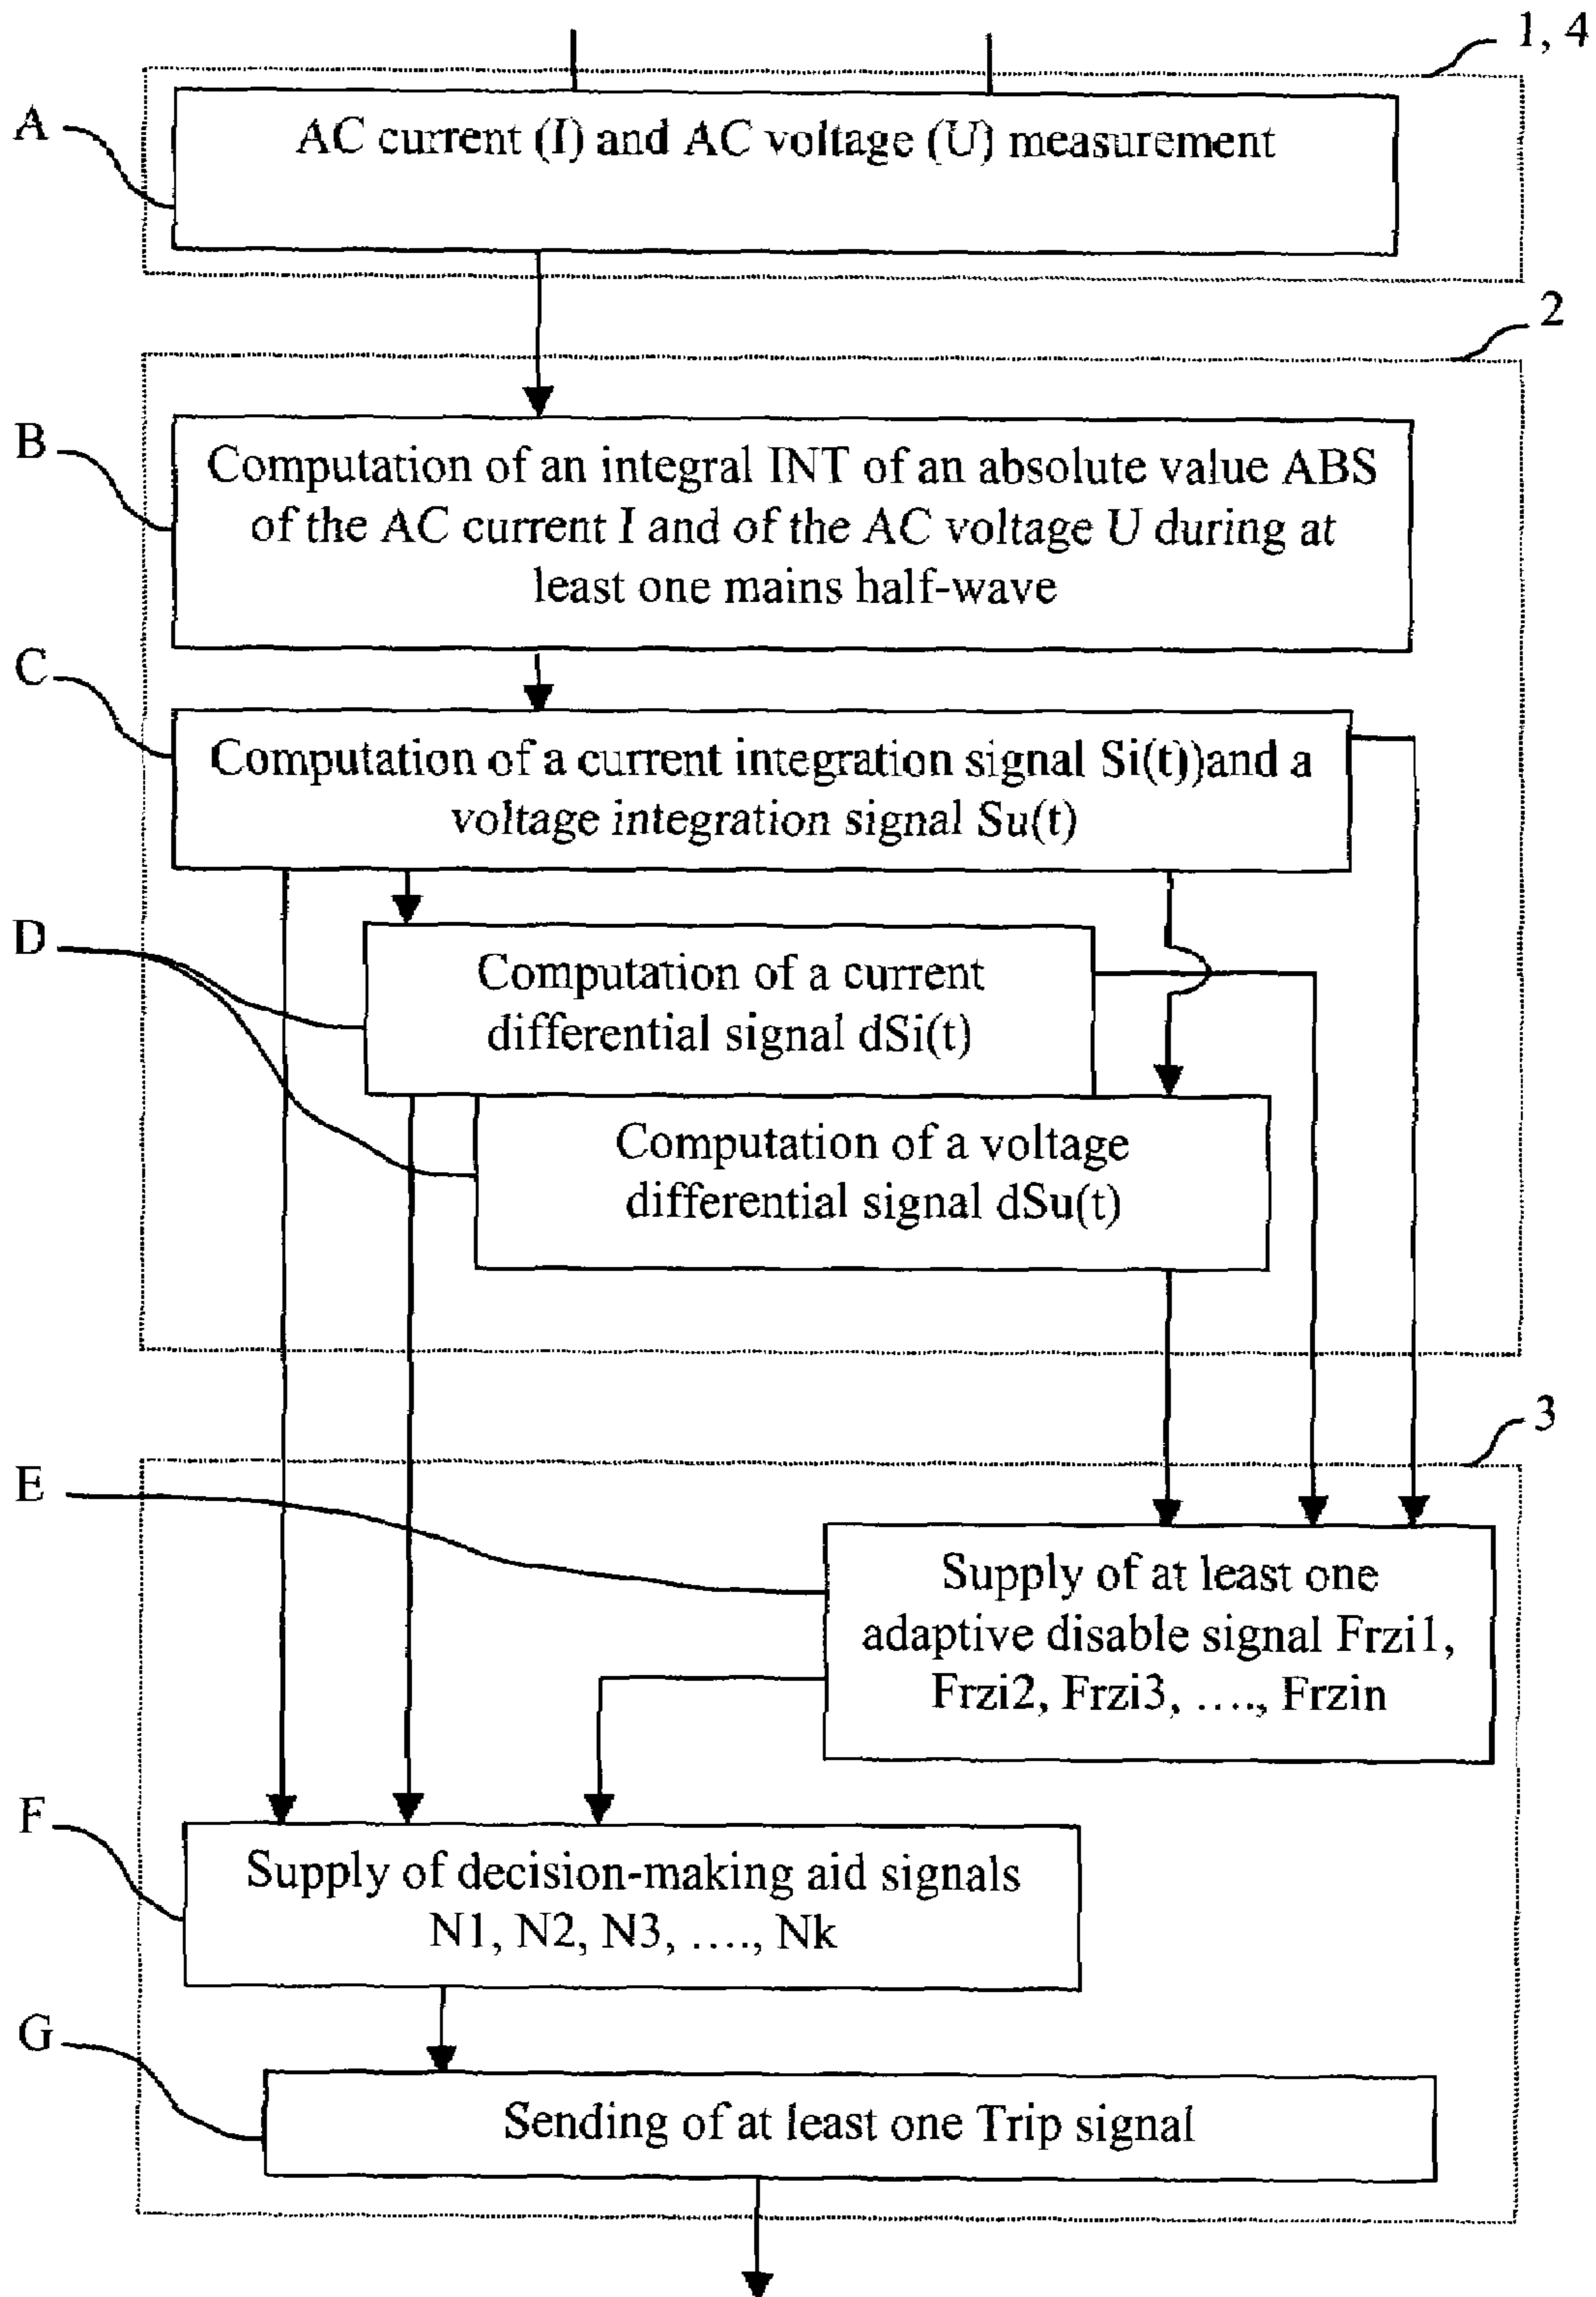 1, 4
A
AC current (I) and AC voltage (U) measurement
2
B
Computation of an integral INT of an absolute value ABS
of the AC current I and of the AC voltage U during at
least one mains half-wave
C
Computation of a current integration signal Si(t))and a
voltage integration signal Su(t)
D
Computation of a current
differential signal dSi(t)
Computation of a voltage
differential signal dSu(t)
3
E
Supply of at least one
adaptive disable signal Frzi1,
Frzi2, Frzi3, ...., Frzin
F
Supply of decision-making aid signals
N1, N2, N3, ...., Nk
G
Sending of at least one Trip signal